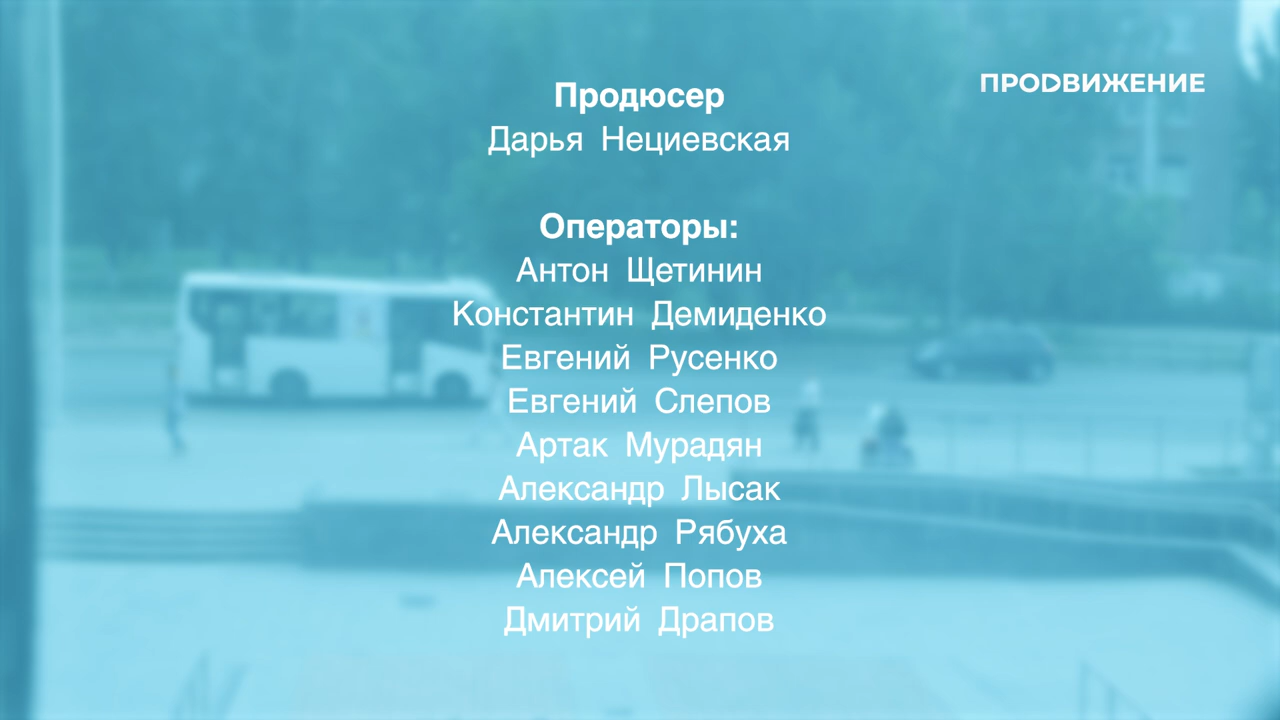 ПРОДВИЖЕНИЕ
Продюсер
Дарья Нециевская
Операторы:
Антон Щетинин
Константин Демиденко
Евгений Русенко
Евгений Слепов
Артак Мурадян
Александр Лысак
Александр Рябуха
Алексей Попов
Дмитрий Драпов